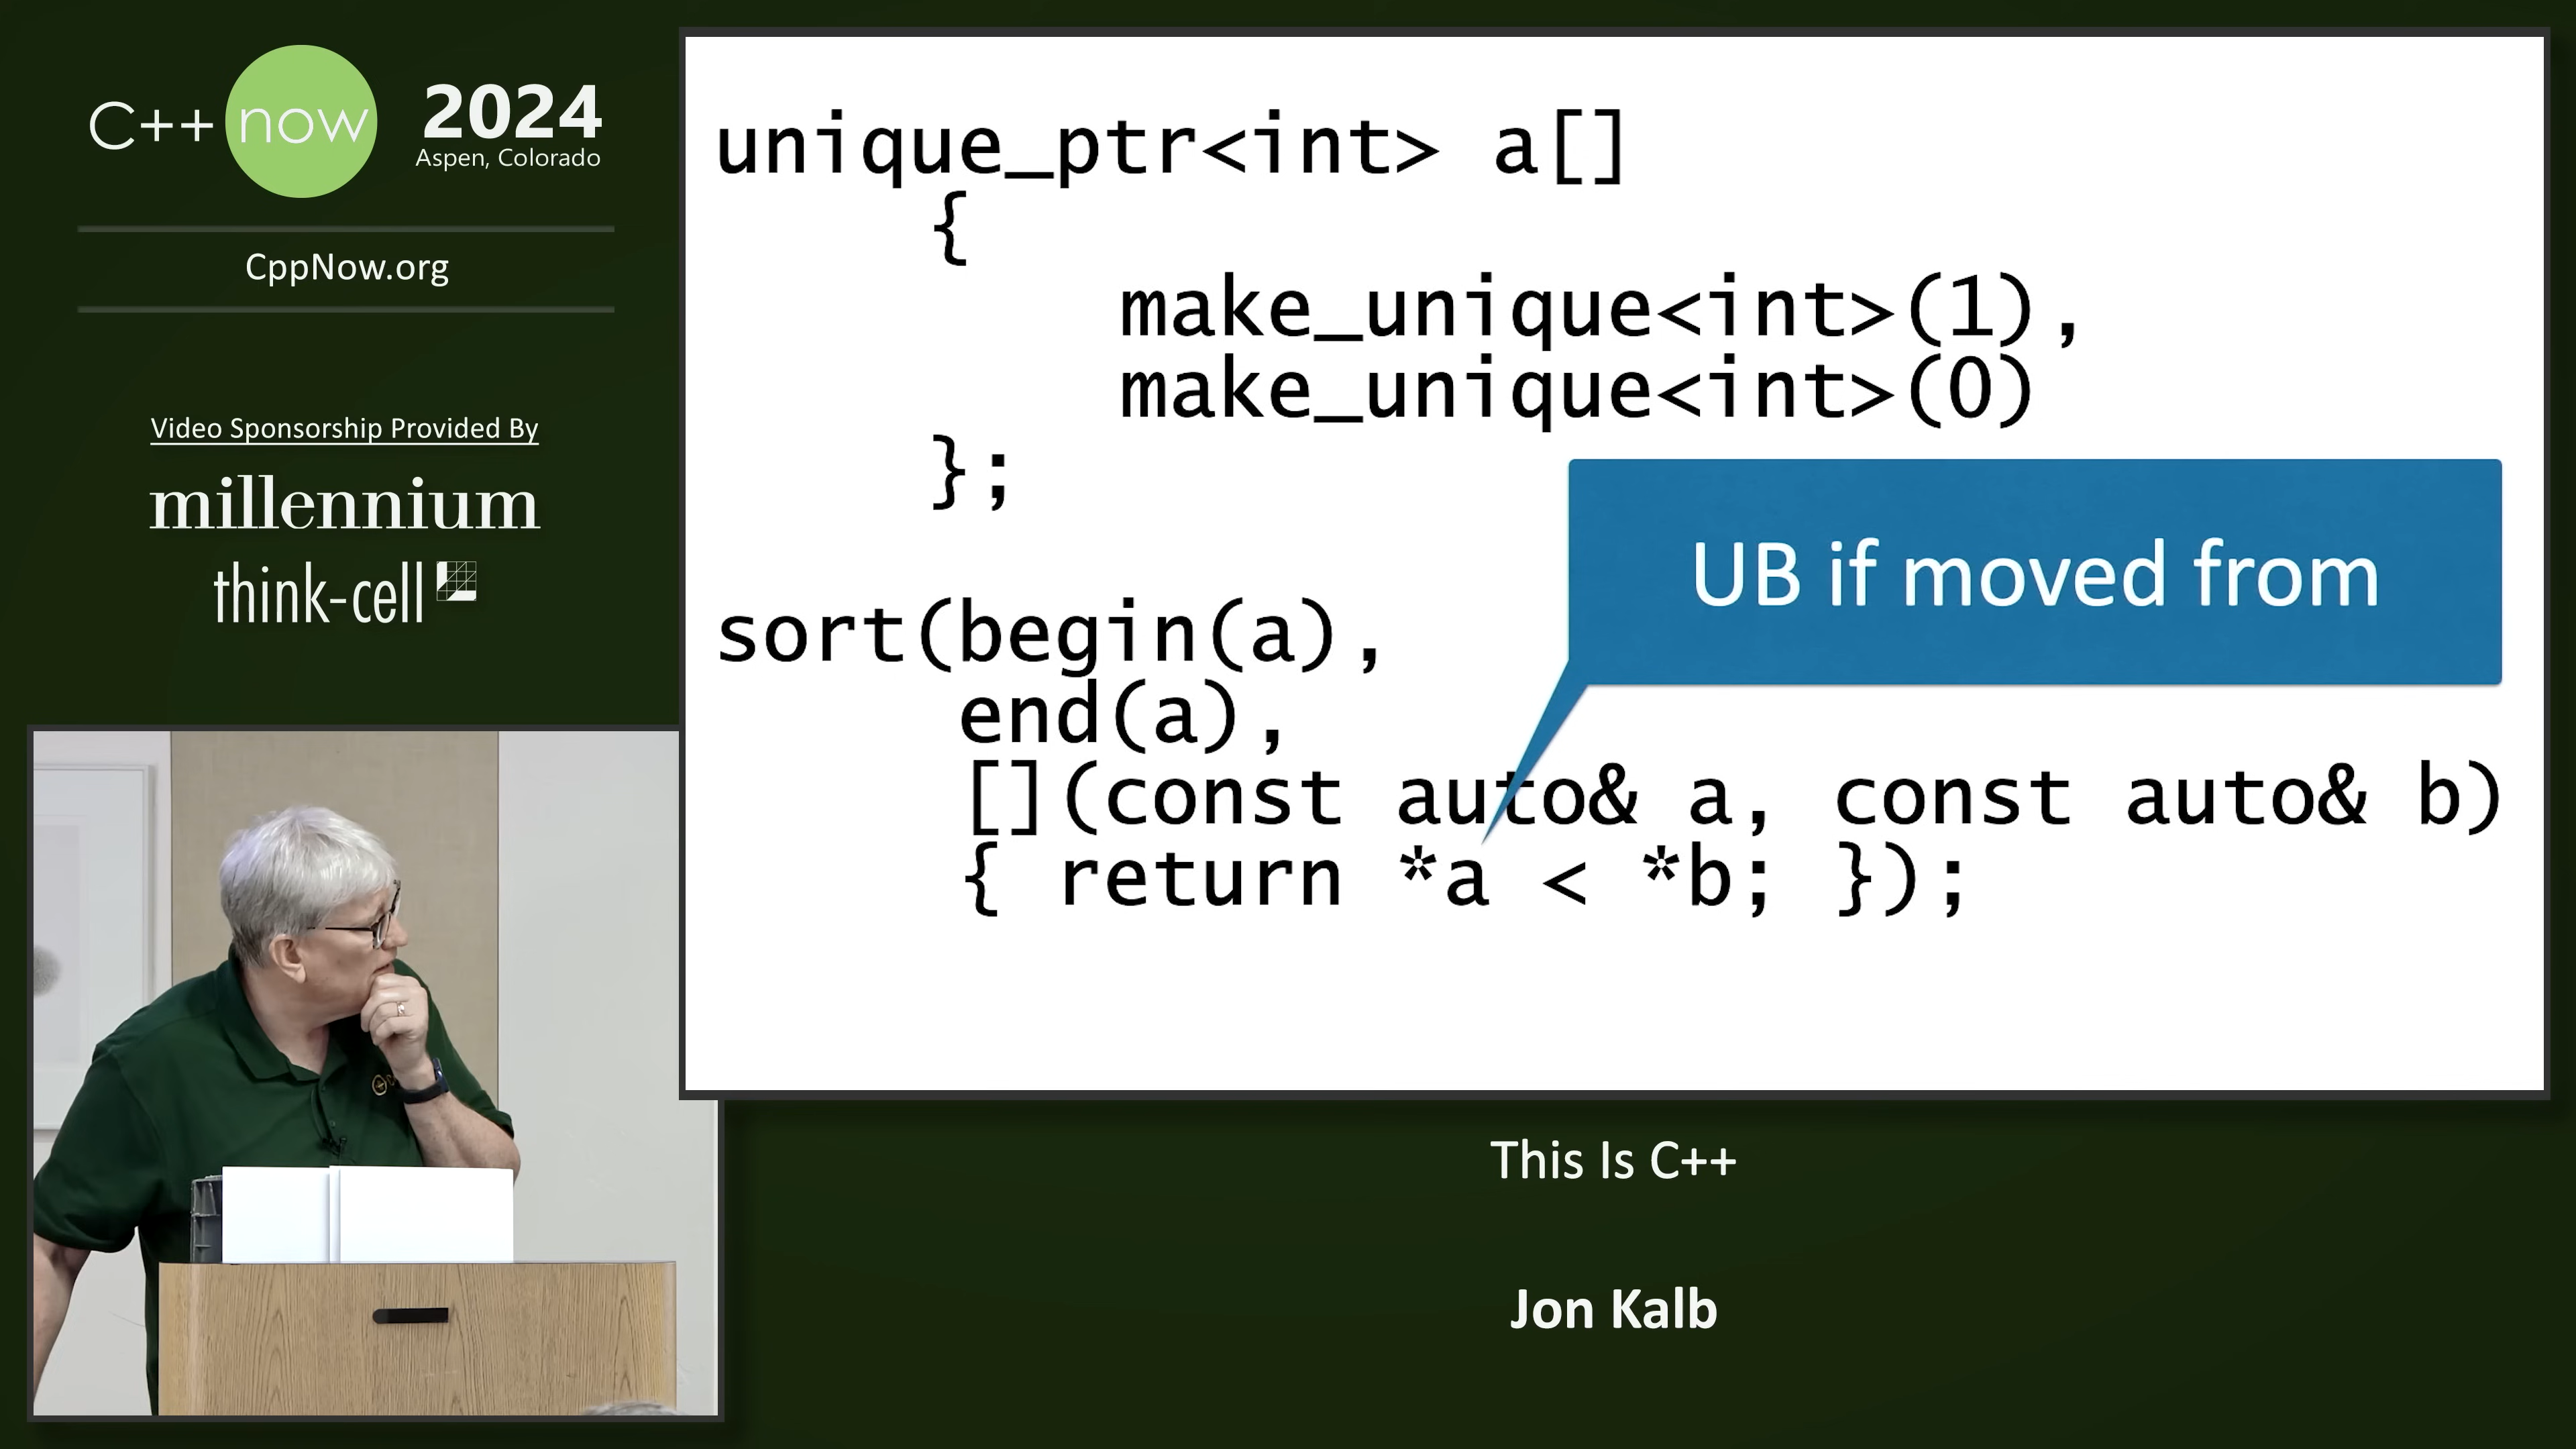 C++ now 2024
Aspen, Colorado
CppNow.org
Video Sponsorship Provided By
millennium
think-cell
unique_ptr<int> a[]
{
make_unique<int>(1),
make_unique<int>(0)
};
UB if moved from
sort(begin(a),
end(a),
[](const auto& a, const auto& b)
{ return *a < *b; });
This Is C++
Jon Kalb